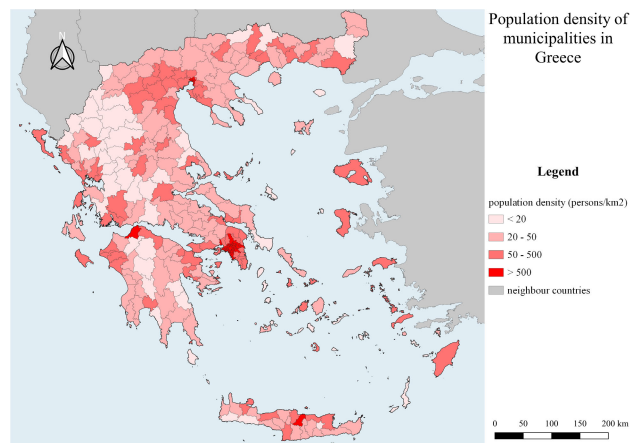 Population density of
municipalities in
Greece
N
Legend
population density (persons/km2)
< 20
20 - 50
50 - 500
> 500
neighbour countries
0 50 100 150 200 km